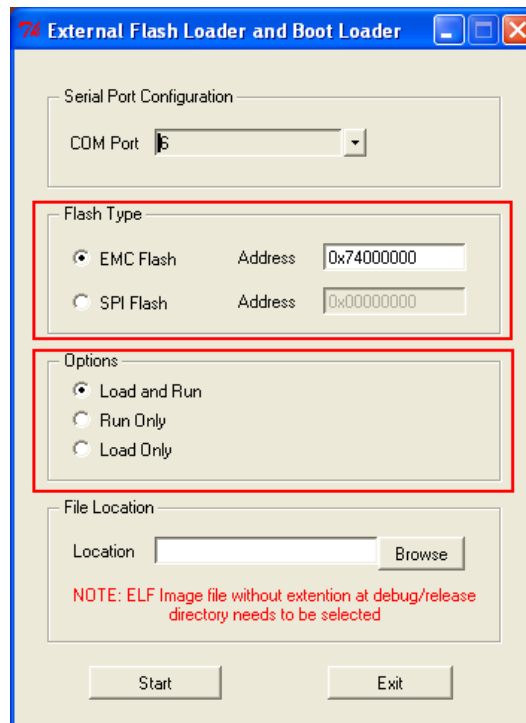 External Flash Loader and Boot Loader
Serial Port Configuration
COM Port 6
Flash Type
EMC Flash Address 0x74000000
SPI Flash Address 0x00000000
Options
Load and Run
Run Only
Load Only
File Location
Location Browse
NOTE: ELF Image file without extention at debug/release
directory needs to be selected
Start Exit